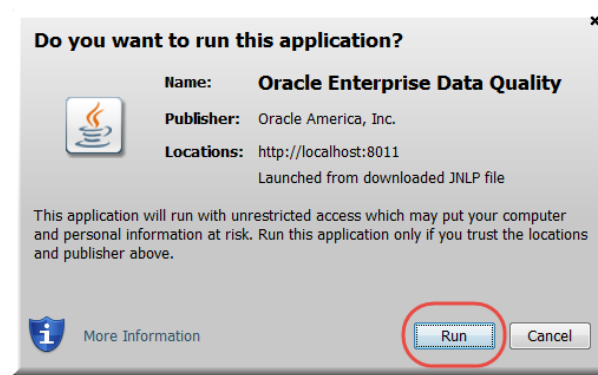 Do you want to run this application?
Name: Oracle Enterprise Data Quality
Publisher: Oracle America, Inc.
Locations: http://localhost:8011
Launched from downloaded JNLP file
This application will run with unrestricted access which may put your computer
and personal information at risk. Run this application only if you trust the locations
and publisher above.
More Information
Run Cancel